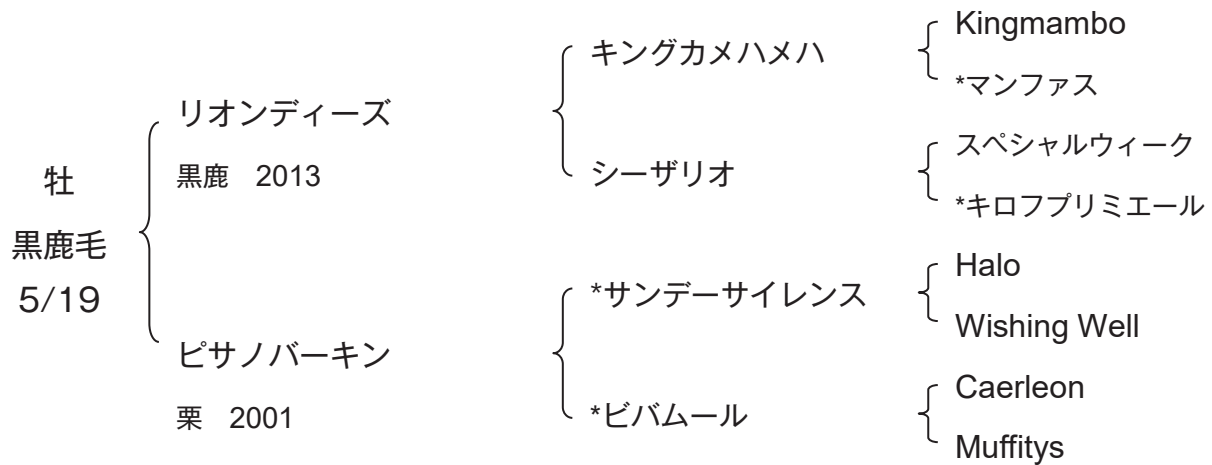 牡
黒鹿毛
5/19
リオンディーズ
黒鹿 2013
ピサノバーキン
栗 2001
キングカメハメハ
シーザリオ
*サンデーサイレンス
*ビバムール
Kingmambo
*マンファス
スペシャルウィーク
*キロフプリミエール
Halo
Wishing Well
Caerleon
Muffitys